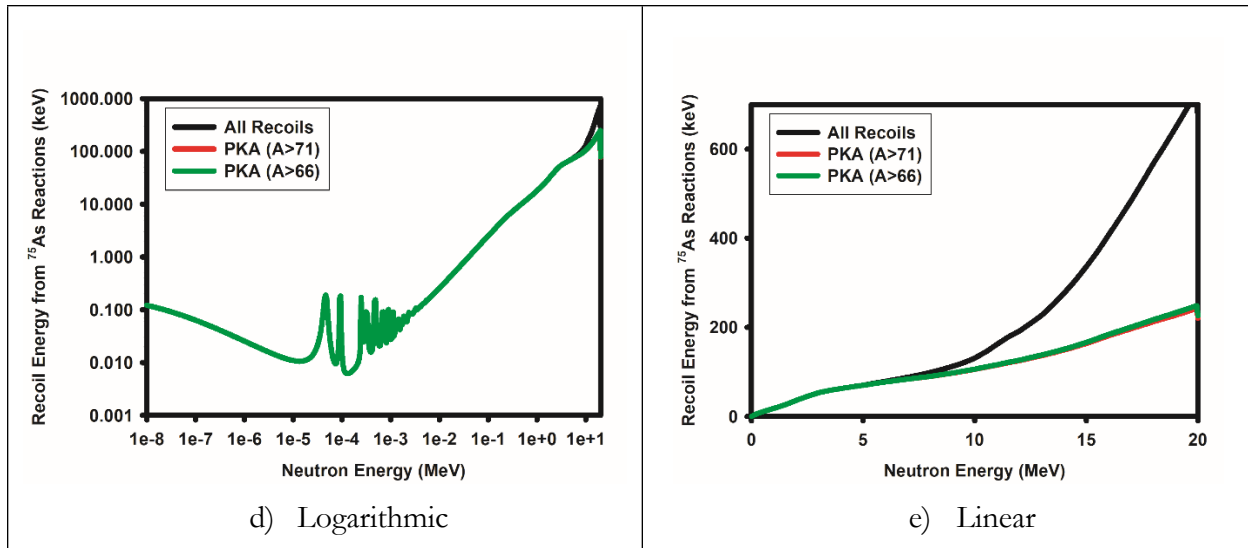 Recoil Energy from ⁷⁵As Reactions (keV)
1000.000
100.000
10.000
1.000
0.100
0.010
0.001
All Recoils
PKA (A>71)
PKA (A>66)
1e-8 1e-7 1e-6 1e-5 1e-4 1e-3 1e-2 1e-1 1e+0 1e+1
Neutron Energy (MeV)
d) Logarithmic
Recoil Energy from ⁷⁵As Reactions (keV)
600
400
200
0
All Recoils
PKA (A>71)
PKA (A>66)
0 5 10 15 20
Neutron Energy (MeV)
e) Linear